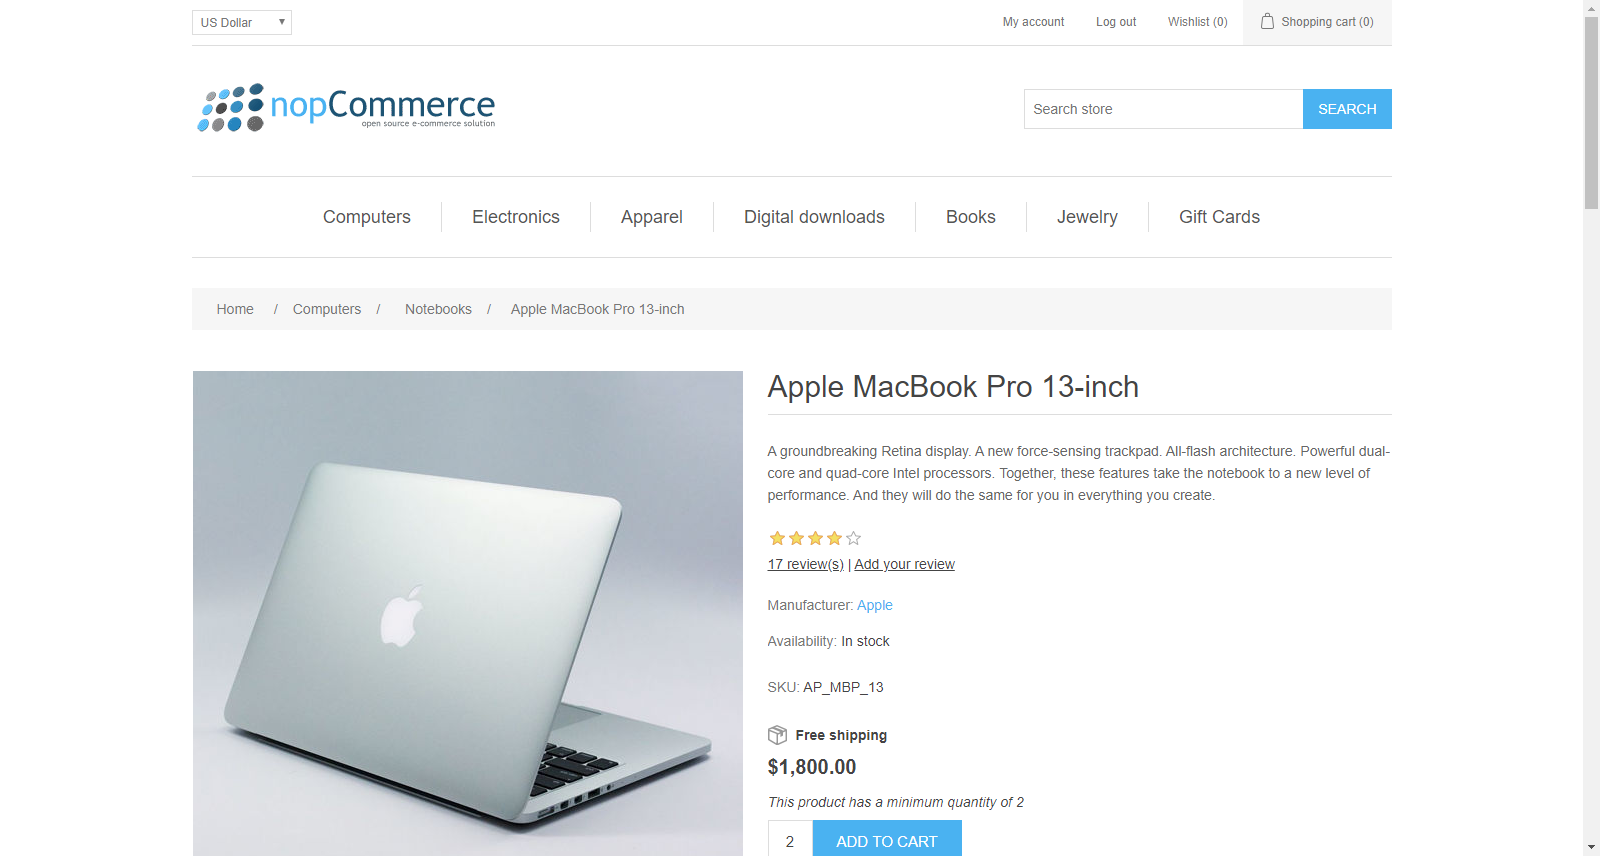 US Dollar
My account
Log out
Wishlist (0)
Shopping cart (0)
nopCommerce
open source e-commerce solution
Search store
SEARCH
Computers
Electronics
Apparel
Digital downloads
Books
Jewelry
Gift Cards
Home / Computers / Notebooks / Apple MacBook Pro 13-inch
Apple MacBook Pro 13-inch
A groundbreaking Retina display. A new force-sensing trackpad. All-flash architecture. Powerful dual-
core and quad-core Intel processors. Together, these features take the notebook to a new level of
performance. And they will do the same for you in everything you create.
17 review(s) | Add your review
Manufacturer: Apple
Availability: In stock
SKU: AP_MBP_13
Free shipping
$1,800.00
This product has a minimum quantity of 2
2
ADD TO CART